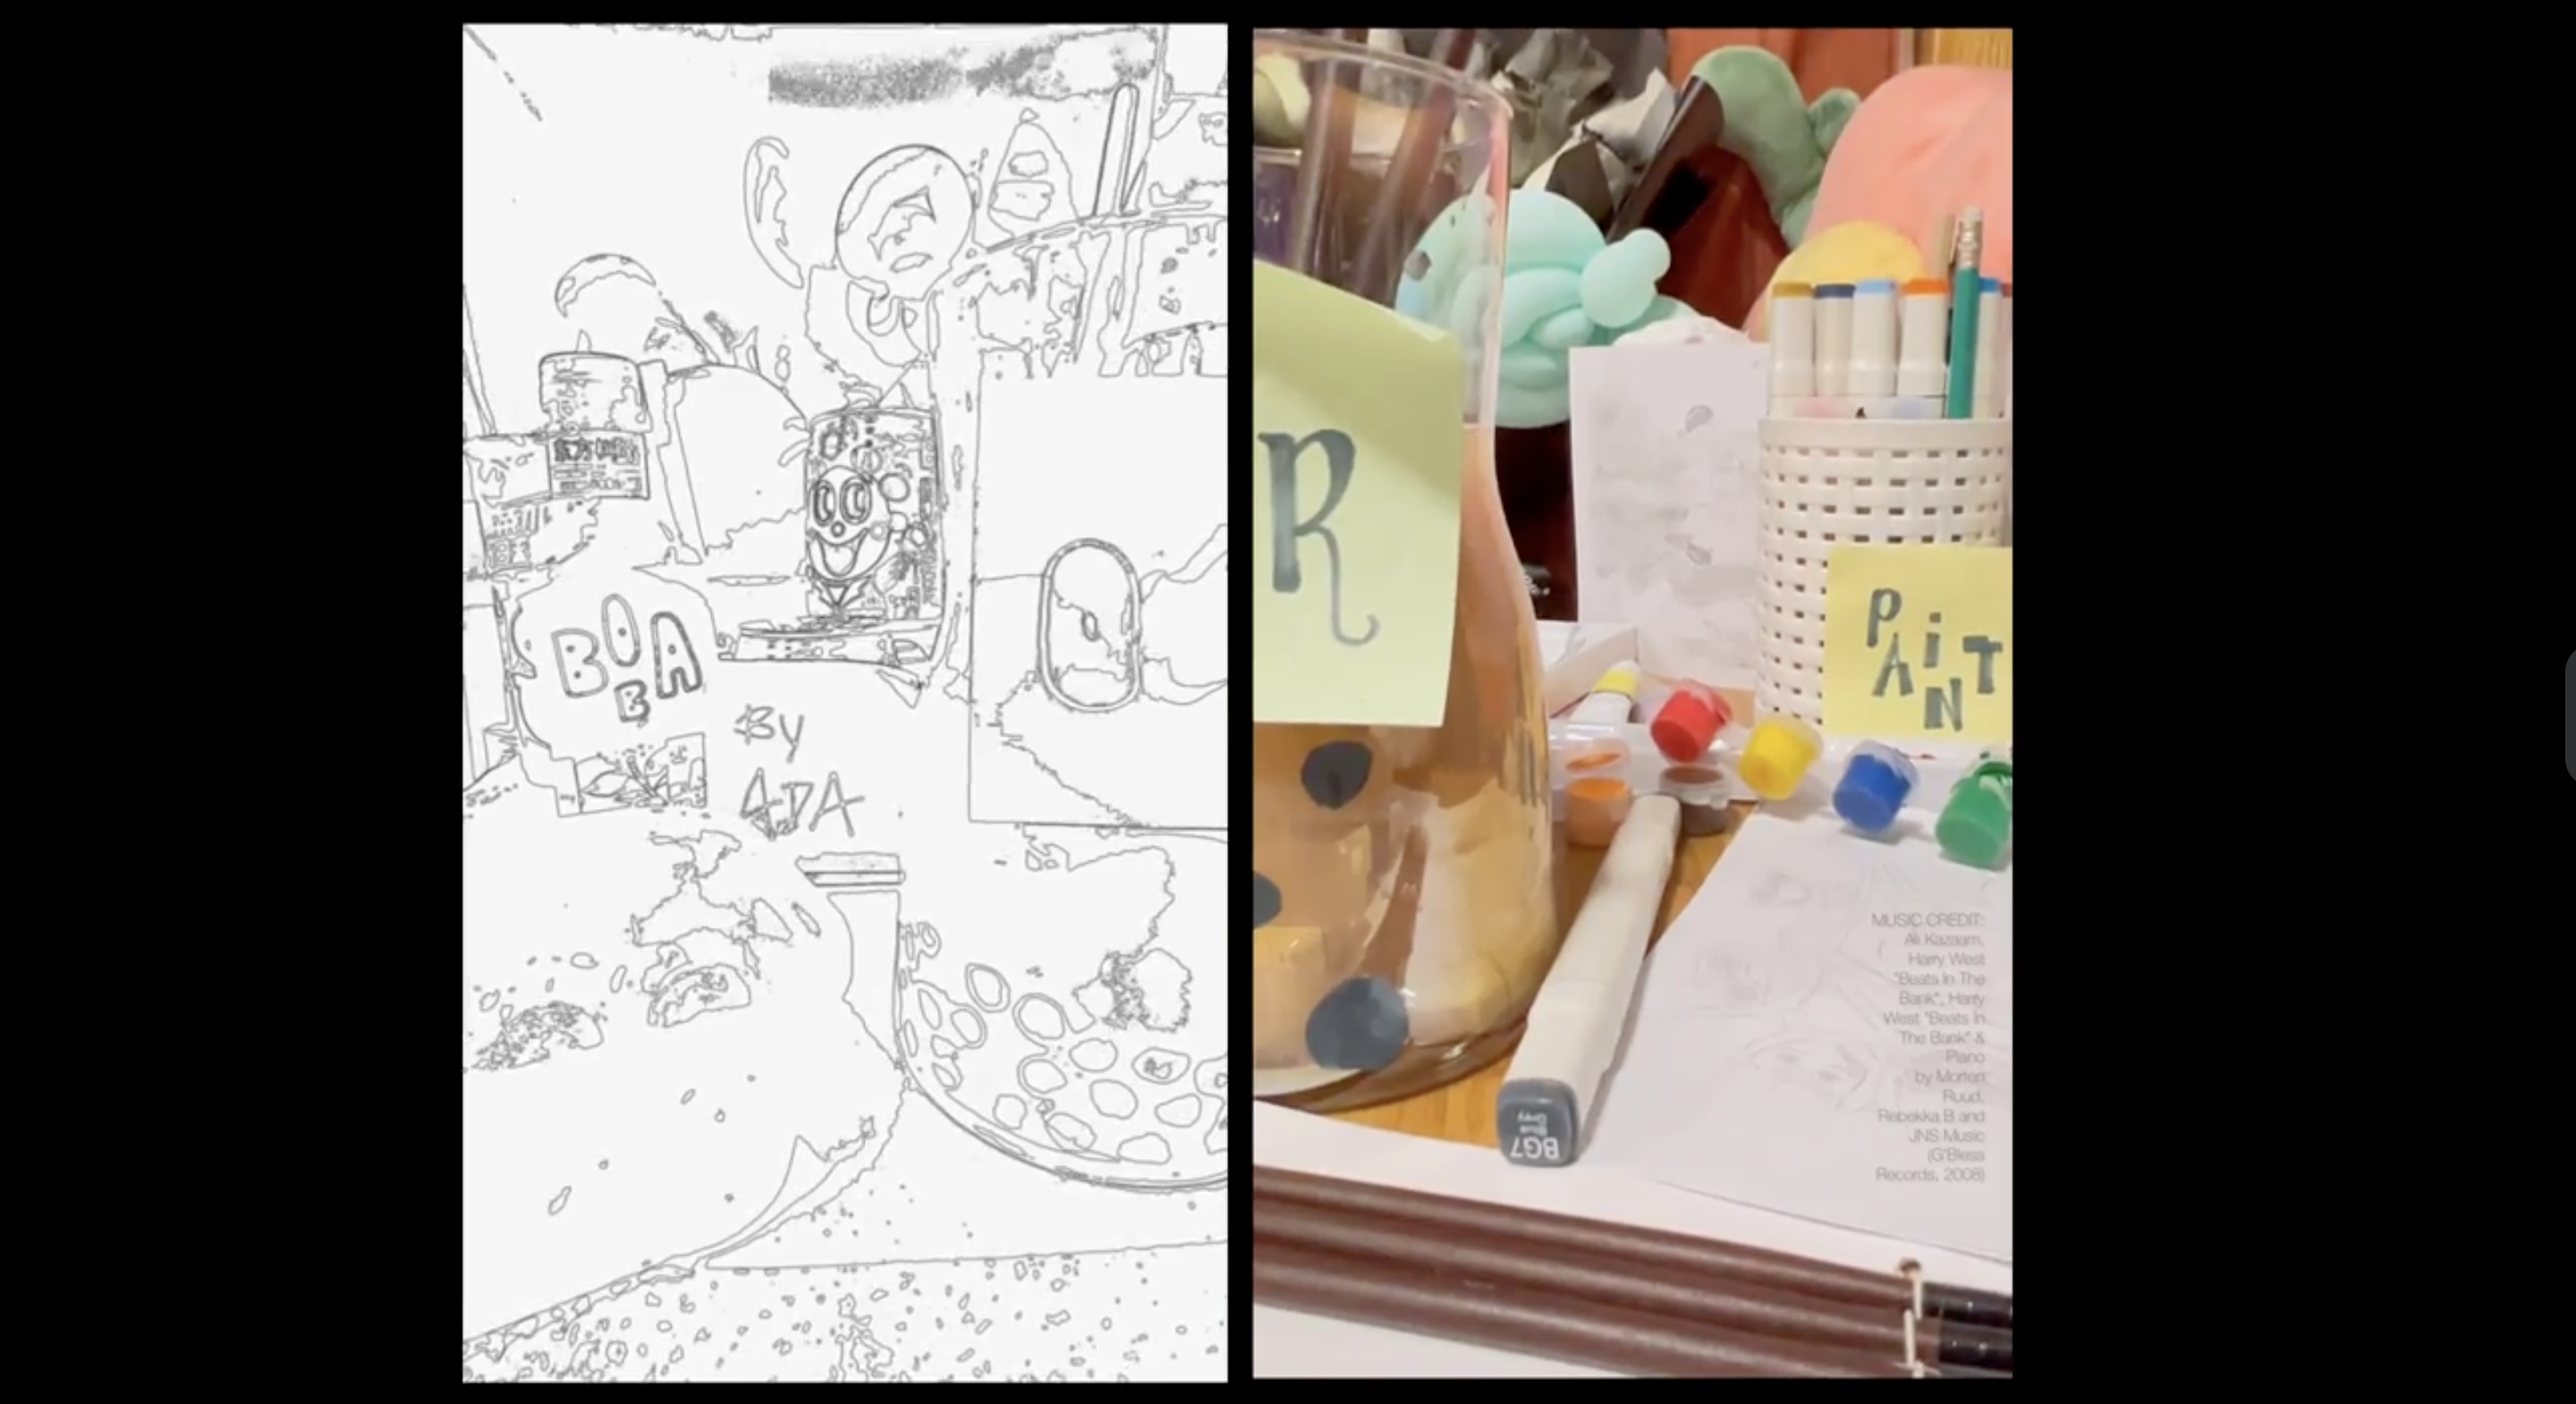 BOBA
By
ADA
R
PAINT
BG7
MUSIC CREDIT:
Ali Kazaam,
Harry West
"Beats In The
Bank", Harry
West "Beats In
The Bank" &
Piano
by Morten
Ruud,
Rebekka B and
JNS Music
(G'Bless
Records, 2008)